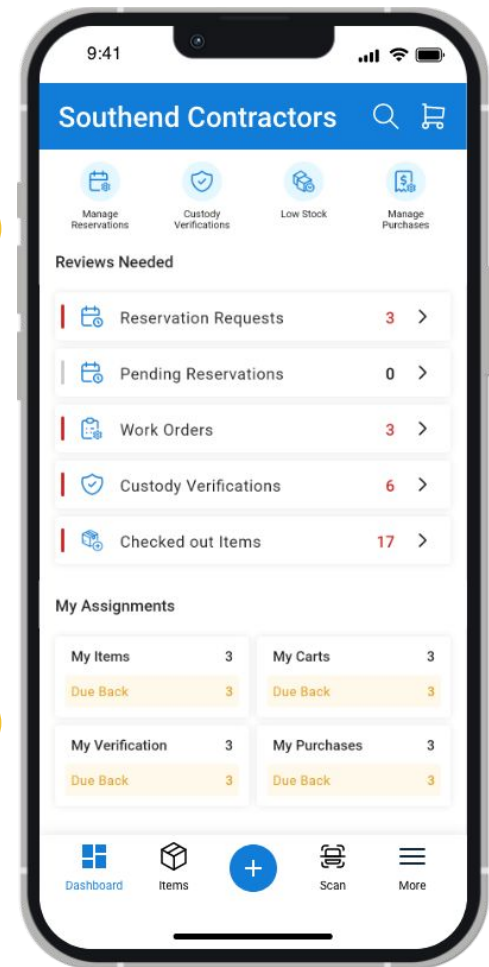 9:41
Southend Contractors
Manage Reservations
Custody Verifications
Low Stock
Manage Purchases
Reviews Needed
Reservation Requests 3
Pending Reservations 0
Work Orders 3
Custody Verifications 6
Checked out Items 17
My Assignments
My Items 3
Due Back 3
My Carts 3
Due Back 3
My Verification 3
Due Back 3
My Purchases 3
Due Back 3
Dashboard
Items
Scan
More